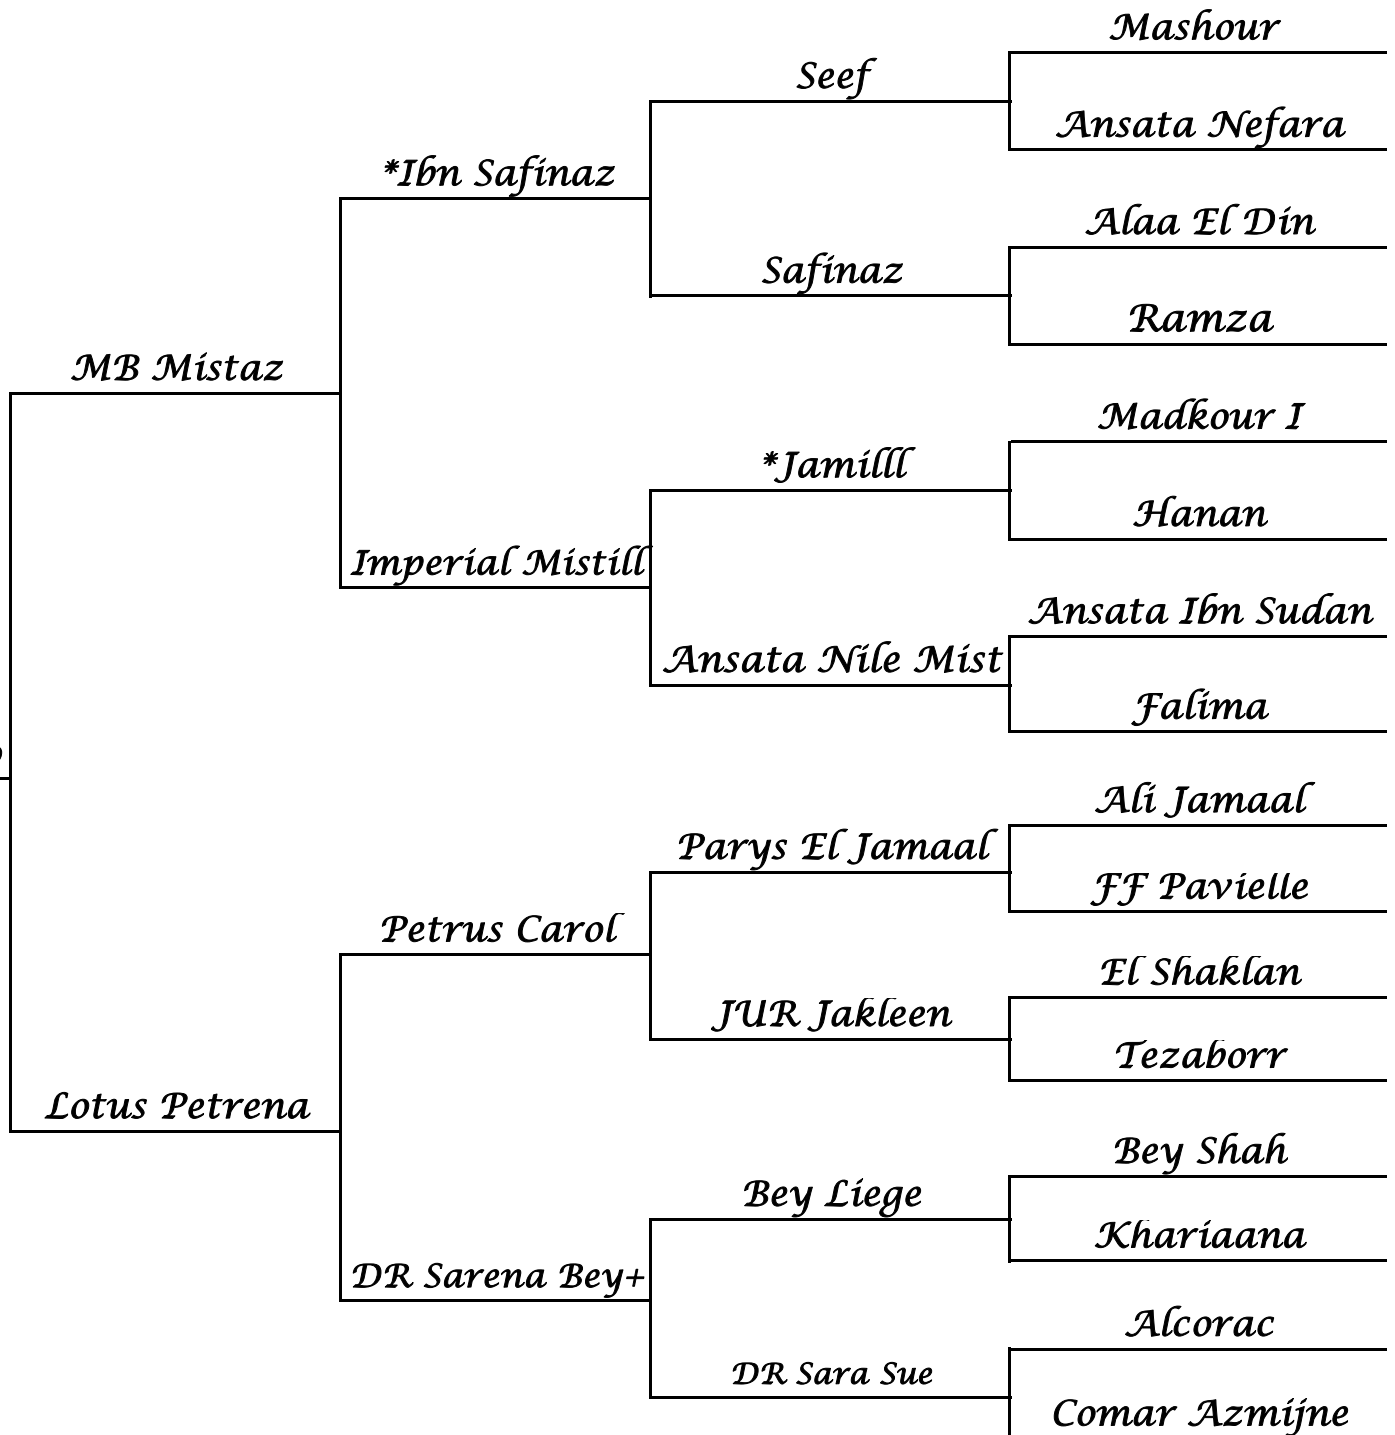 Mashour
Seef
Ansata Nefara
*Ibn Safinaz
Alaa El Din
Safinaz
Ramza
MB Mistaz
Madkour I
*Jamilll
Hanan
Imperial Mistill
Ansata Ibn Sudan
Ansata Nile Mist
Falima
Ali Jamaal
Parys El Jamaal
FF Pavielle
Petrus Carol
El Shaklan
JUR Jakleen
Tezaborr
Lotus Petrena
Bey Shah
Bey Liege
Khariaana
DR Sarena Bey+
Alcorac
DR Sara Sue
Comar Azmijne